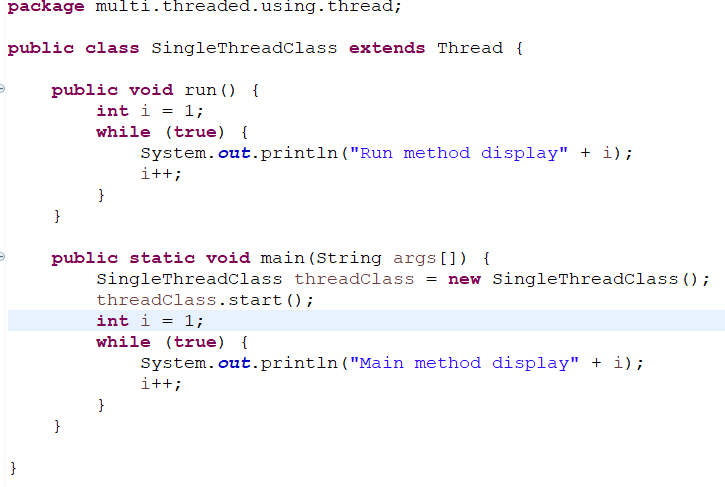 package multi.threaded.using.thread;
public class SingleThreadClass extends Thread {
public void run() {
int i = 1;
while (true) {
System.out.println("Run method display" + i);
i++;
}
}
public static void main(String args[]) {
SingleThreadClass threadClass = new SingleThreadClass();
threadClass.start();
int i = 1;
while (true) {
System.out.println("Main method display" + i);
i++;
}
}
}